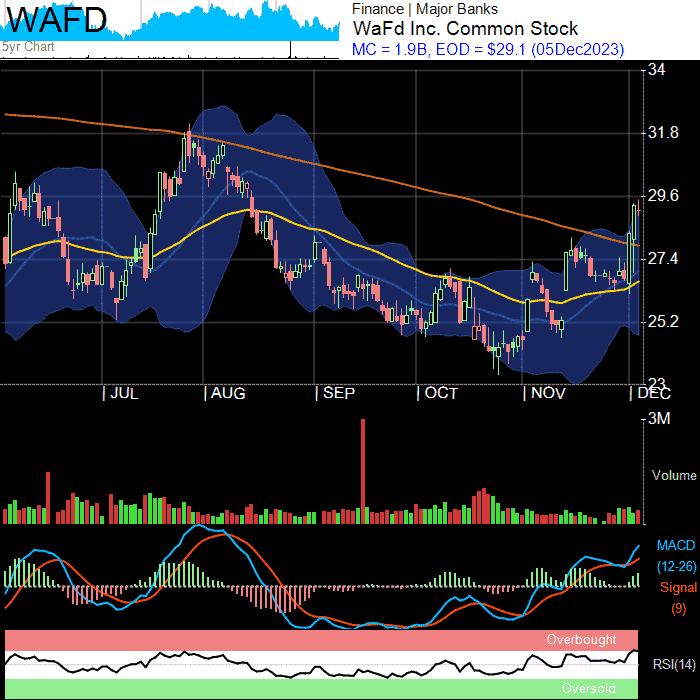 WAFD
5yr Chart
Finance | Major Banks
WaFd Inc. Common Stock
MC = 1.9B, EOD = $29.1 (05Dec2023)
34
31.8
29.6
27.4
25.2
23
JUL AUG SEP OCT NOV DEC
3M
Volume
MACD
(12-26)
Signal
(9)
Overbought
RSI(14)
Oversold